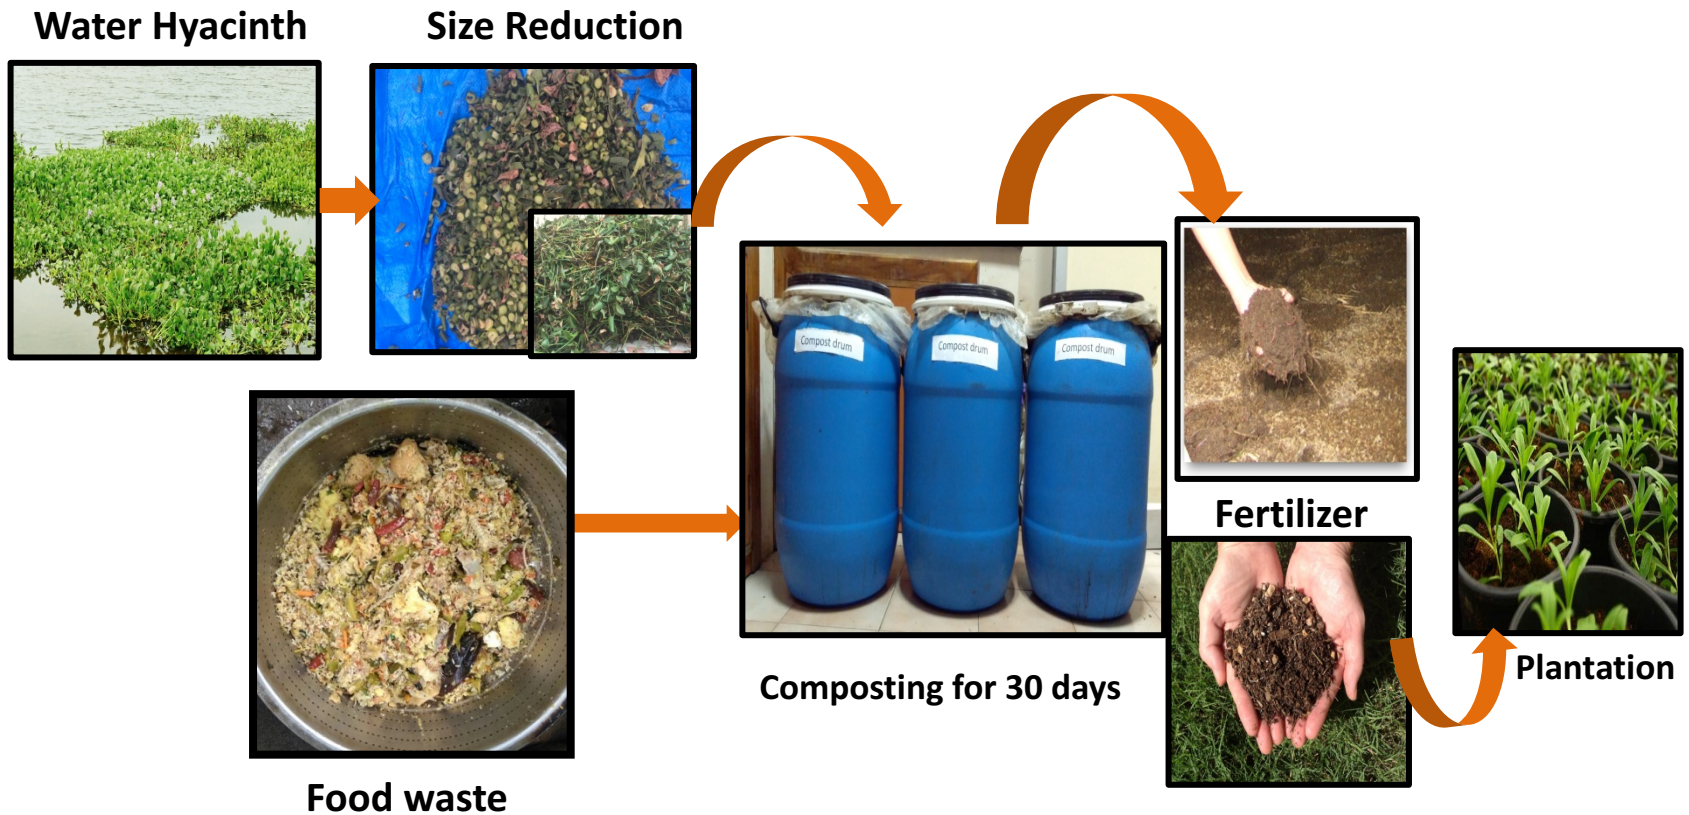 Water Hyacinth
Size Reduction
Compost drum
Compost drum
Compost drum
Fertilizer
Plantation
Composting for 30 days
Food waste